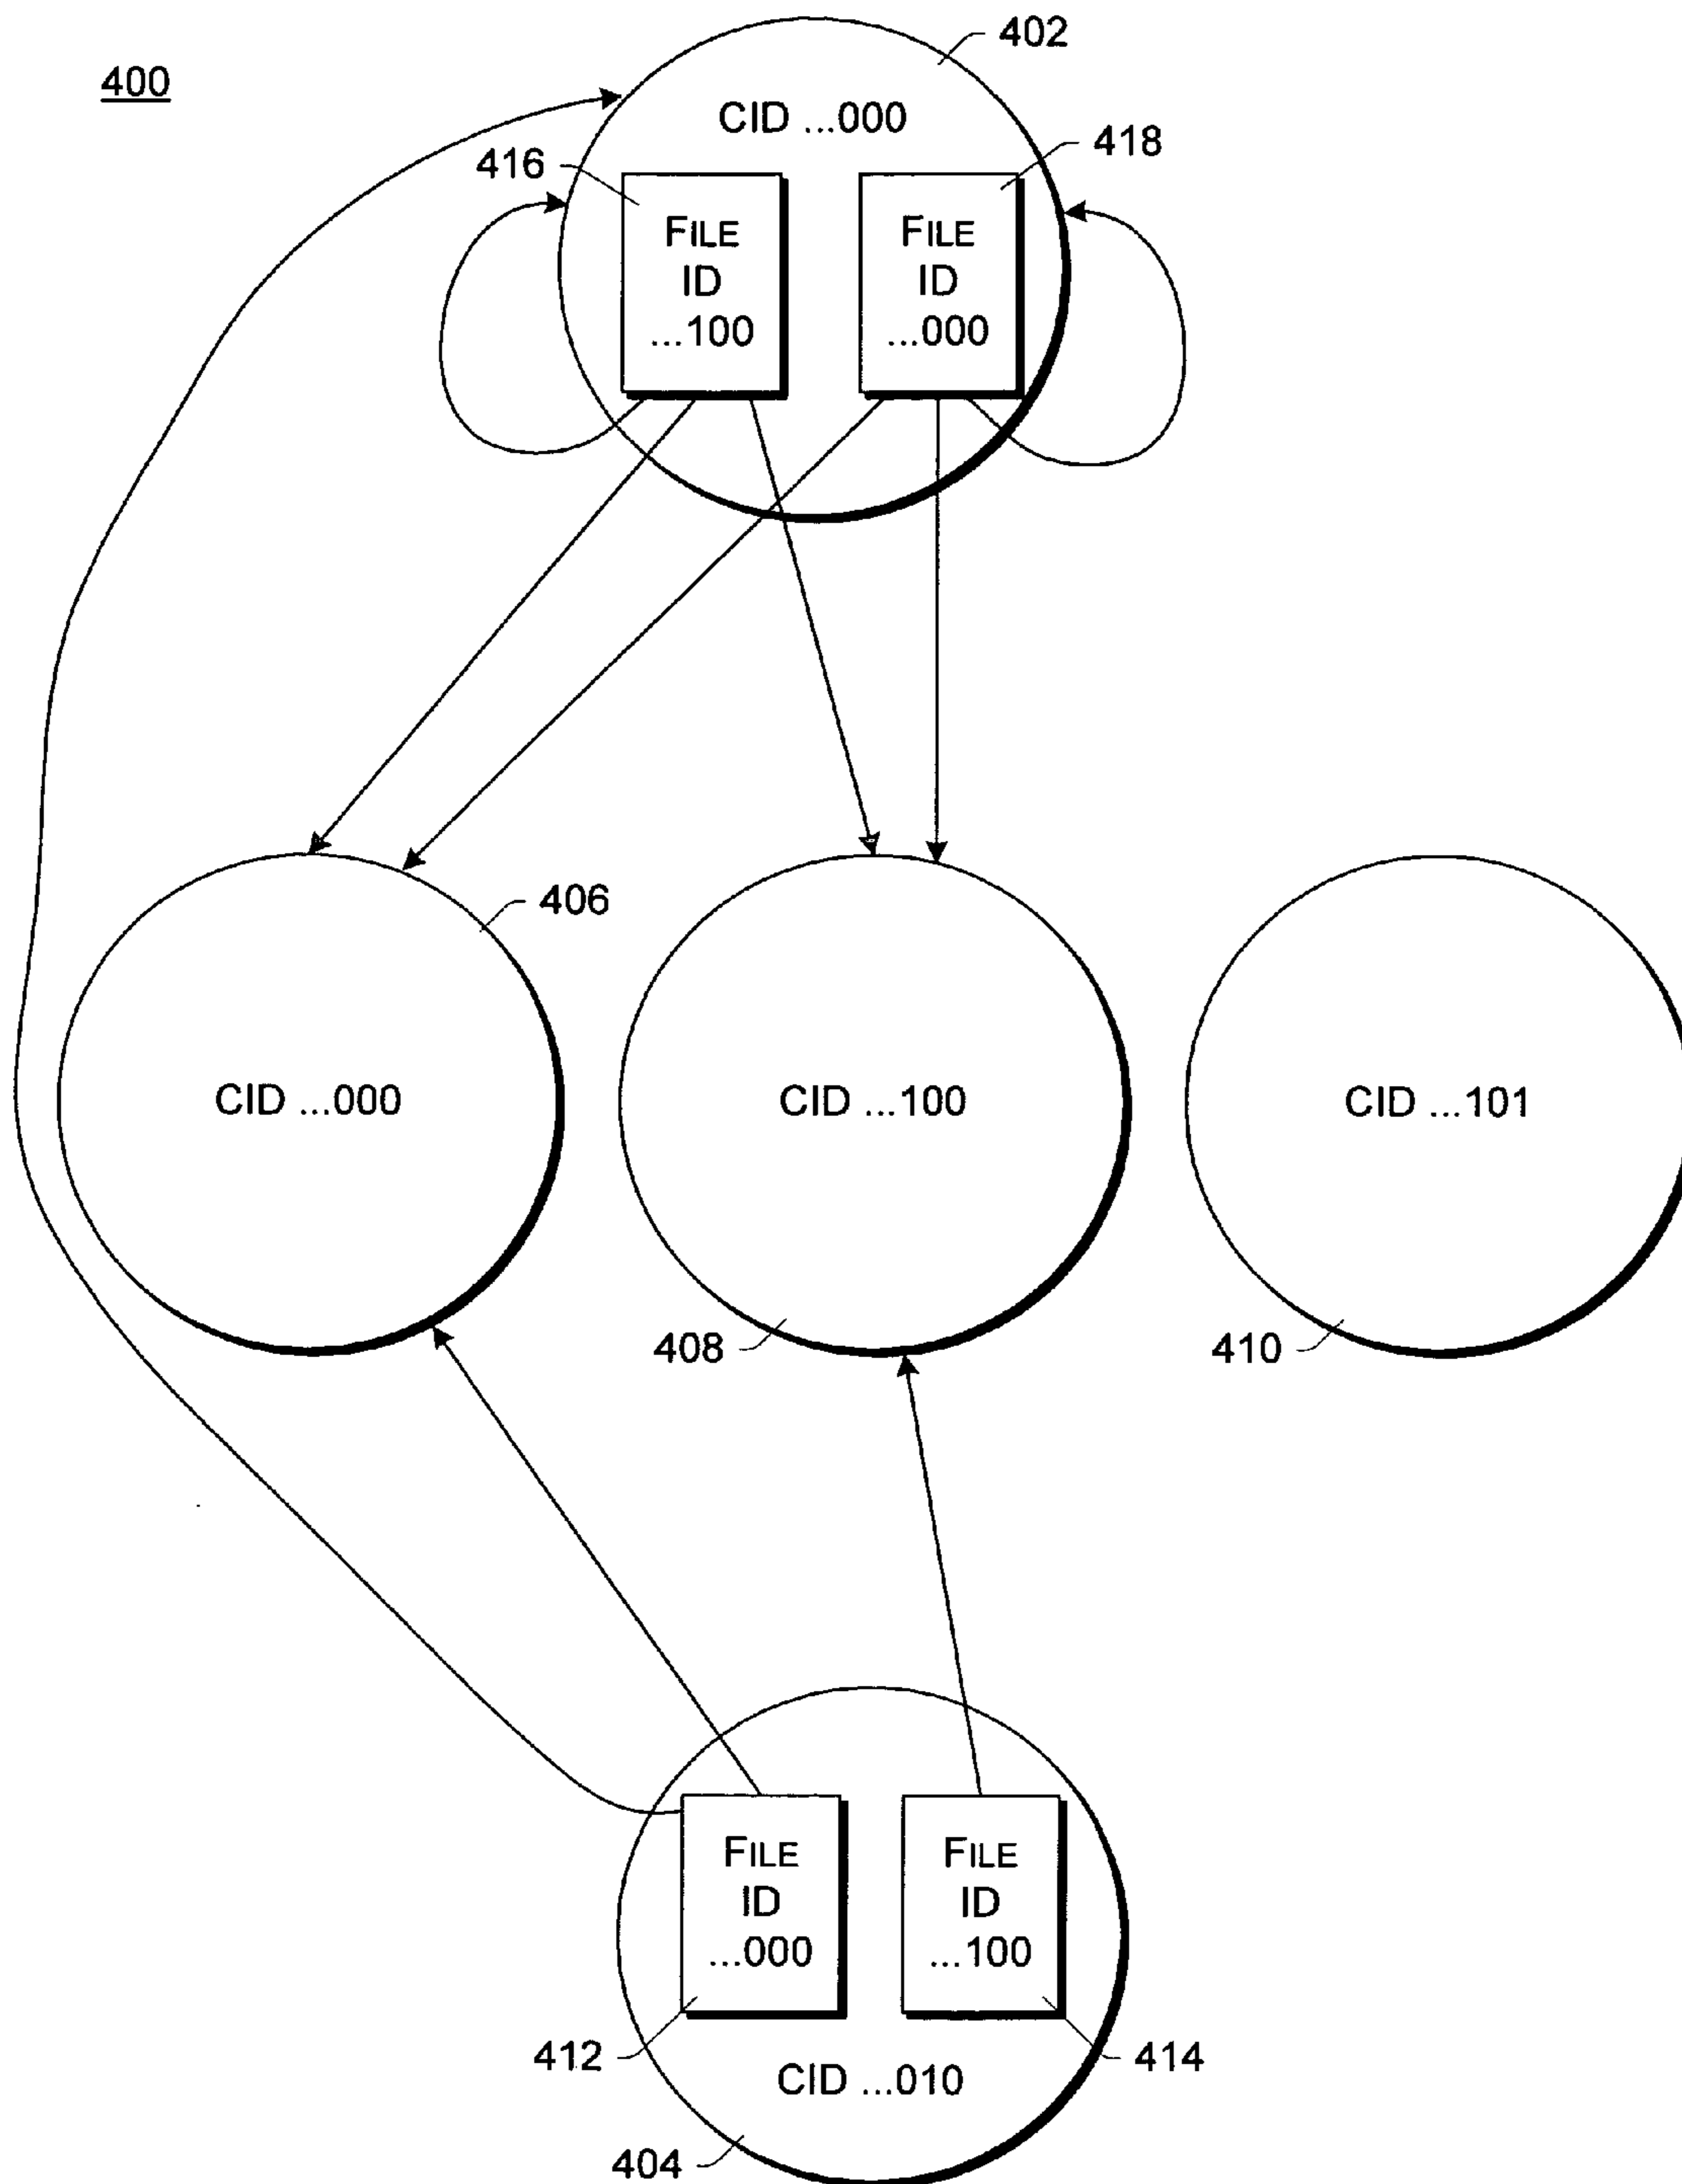 402
400
CID ...000
418
416
FILE
ID
...100
FILE
ID
...000
406
CID ...000
CID ...100
CID ...101
408
410
FILE
ID
...000
FILE
ID
...100
412
414
CID ...010
404